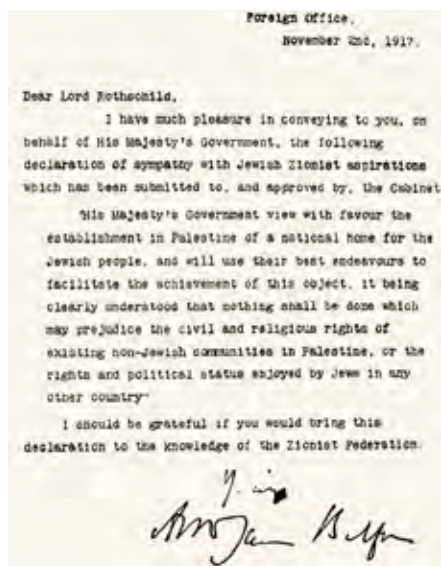 Foreign Office,
November 2nd, 1917.
Dear Lord Rothschild,
I have much pleasure in conveying to you, on
behalf of His Majesty's Government, the following
declaration of sympathy with Jewish Zionist aspirations
which has been submitted to, and approved by, the Cabinet
"His Majesty's Government view with favour the
establishment in Palestine of a national home for the
Jewish people, and will use their best endeavours to
facilitate the achievement of this object, it being
clearly understood that nothing shall be done which
may prejudice the civil and religious rights of
existing non-Jewish communities in Palestine, or the
rights and political status enjoyed by Jews in any
other country"
I should be grateful if you would bring this
declaration to the knowledge of the Zionist Federation.